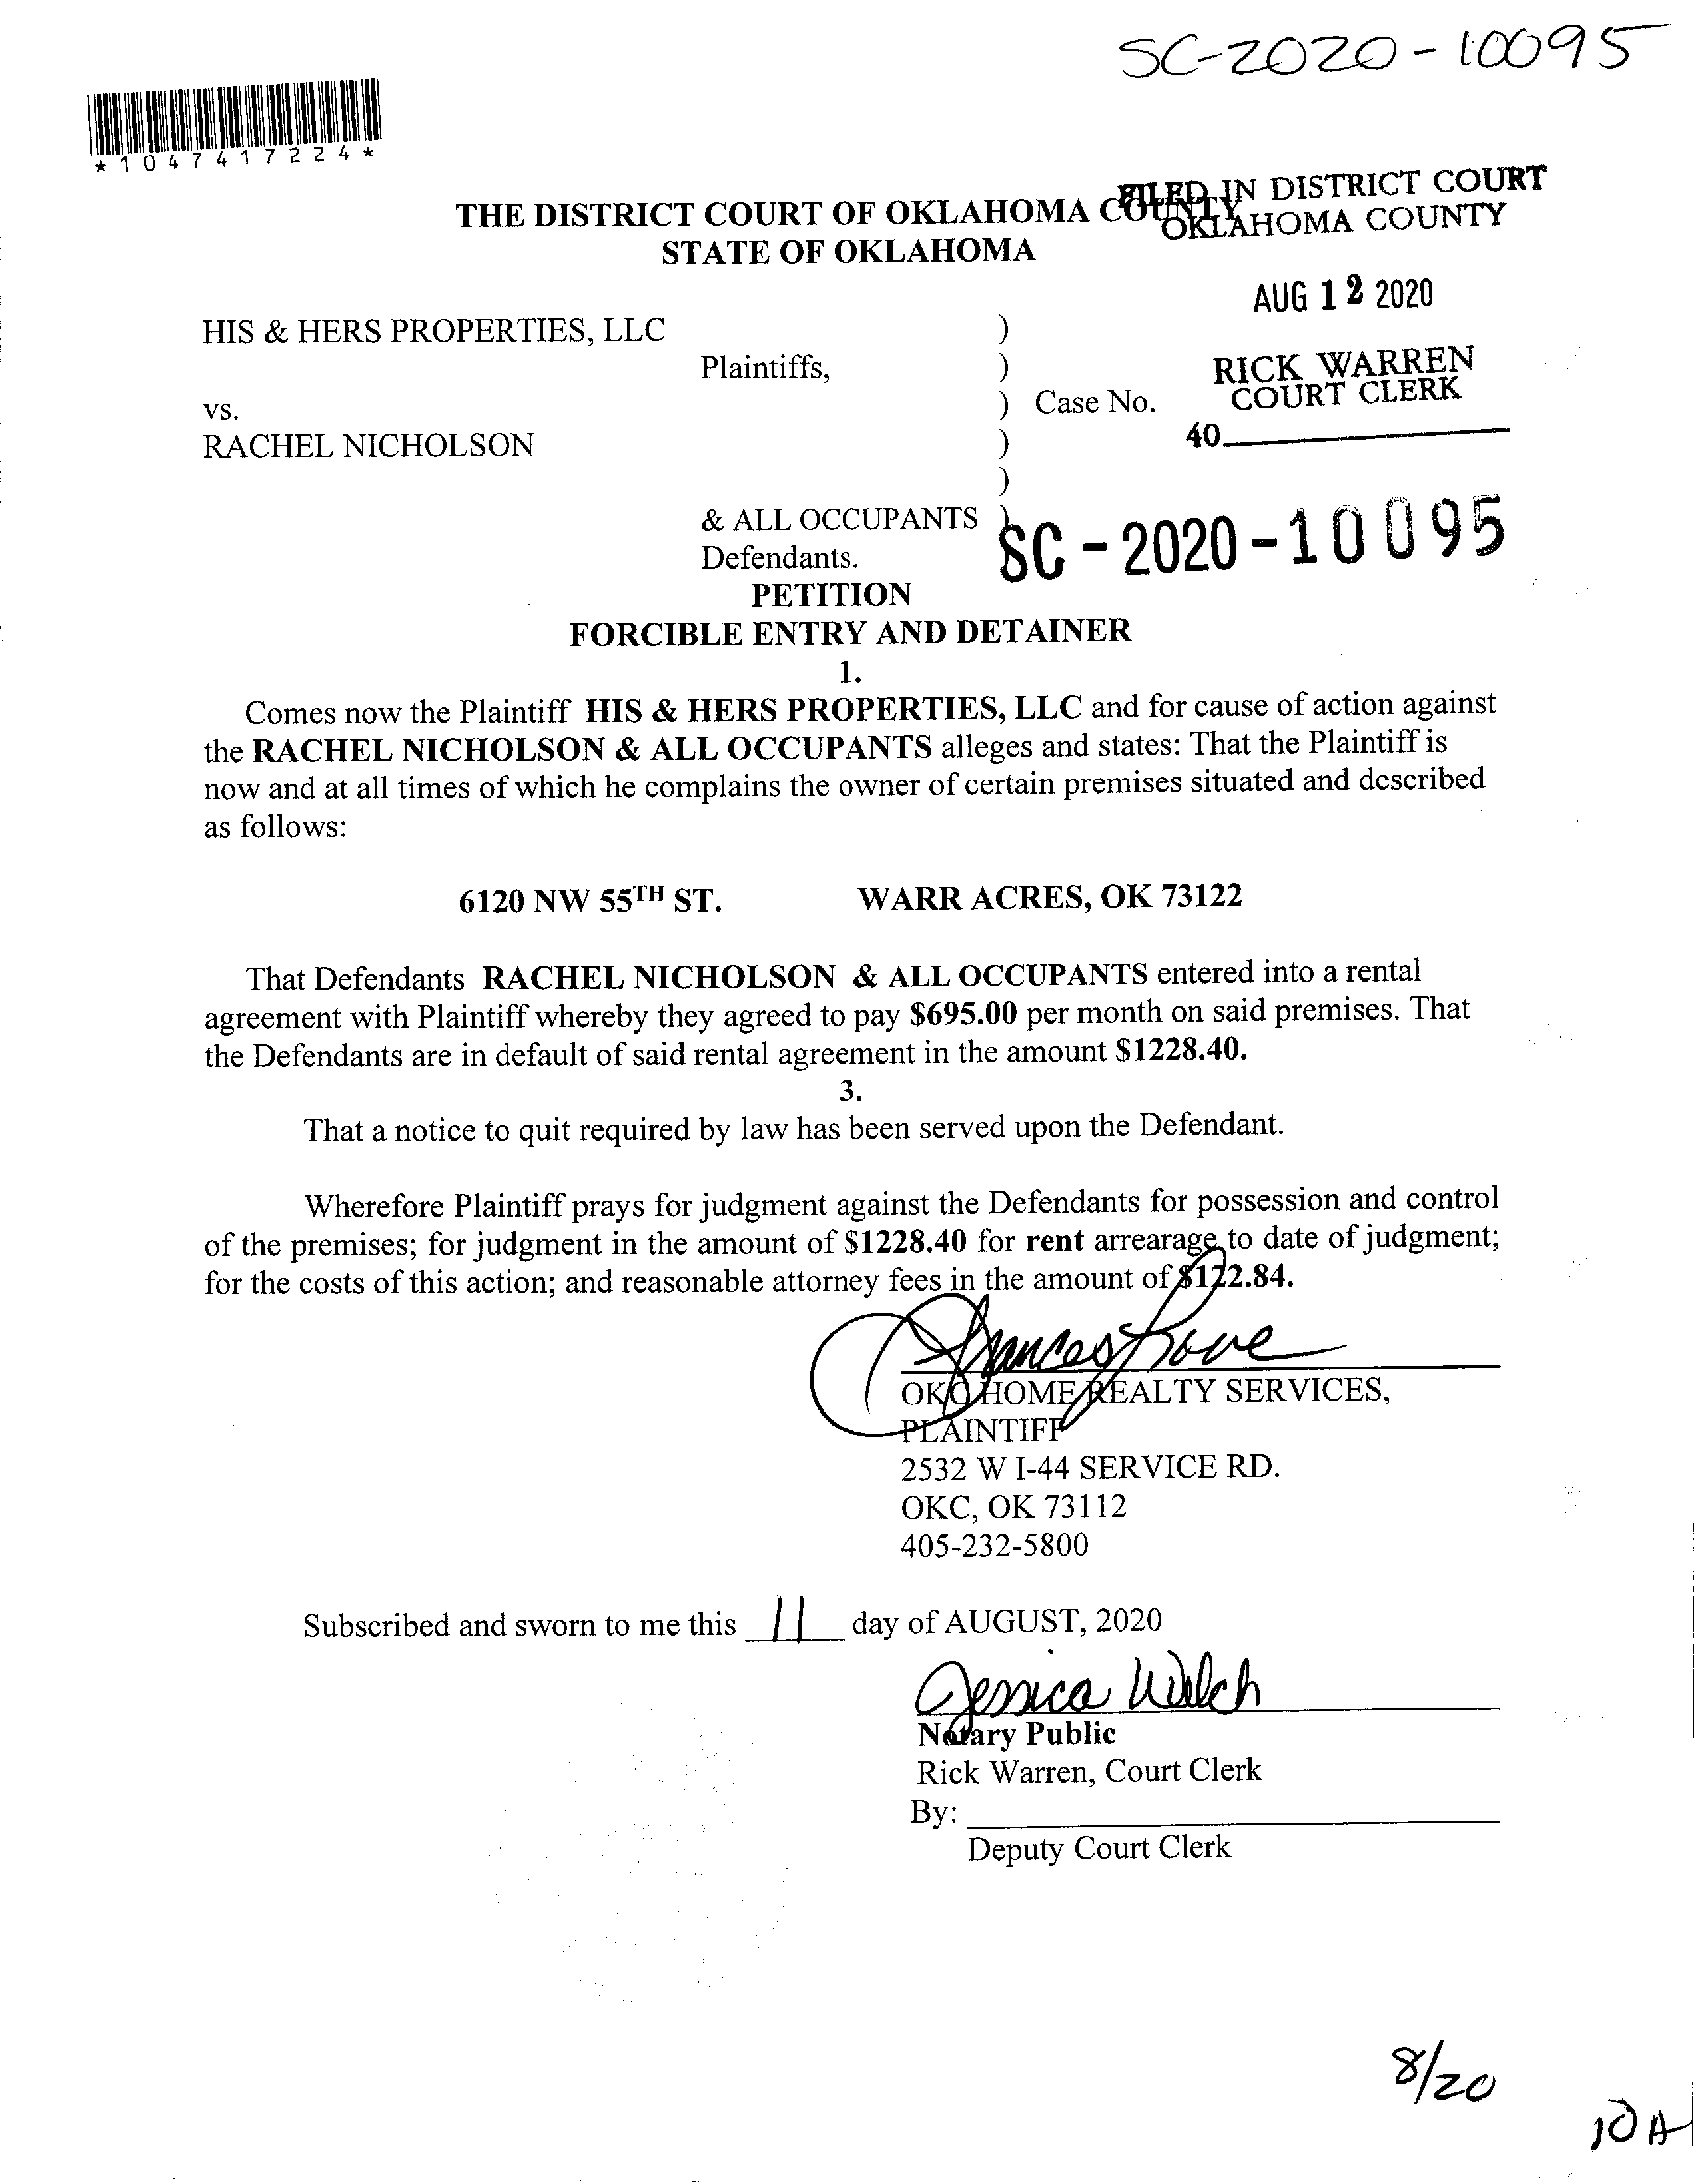 SC-2020-10095
*1047417224*
THE DISTRICT COURT OF OKLAHOMA COUNTY
STATE OF OKLAHOMA
FILED IN DISTRICT COURT
OKLAHOMA COUNTY
AUG 12 2020
RICK WARREN
COURT CLERK
40
HIS & HERS PROPERTIES, LLC )
Plaintiffs, )
vs. ) Case No.
RACHEL NICHOLSON )
)
& ALL OCCUPANTS )
Defendants.
SC-2020-10095
PETITION
FORCIBLE ENTRY AND DETAINER
1.
Comes now the Plaintiff HIS & HERS PROPERTIES, LLC and for cause of action against
the RACHEL NICHOLSON & ALL OCCUPANTS alleges and states: That the Plaintiff is
now and at all times of which he complains the owner of certain premises situated and described
as follows:
6120 NW 55TH ST. WARR ACRES, OK 73122
That Defendants RACHEL NICHOLSON & ALL OCCUPANTS entered into a rental
agreement with Plaintiff whereby they agreed to pay $695.00 per month on said premises. That
the Defendants are in default of said rental agreement in the amount $1228.40.
3.
That a notice to quit required by law has been served upon the Defendant.
Wherefore Plaintiff prays for judgment against the Defendants for possession and control
of the premises; for judgment in the amount of $1228.40 for rent arrearage to date of judgment;
for the costs of this action; and reasonable attorney fees in the amount of $122.84.
Frances Rowe
OKC HOME REALTY SERVICES,
PLAINTIFF
2532 W I-44 SERVICE RD.
OKC, OK 73112
405-232-5800
Subscribed and sworn to me this 11 day of AUGUST, 2020
Jessica Welch
Notary Public
Rick Warren, Court Clerk
By:
Deputy Court Clerk
8/20
10A